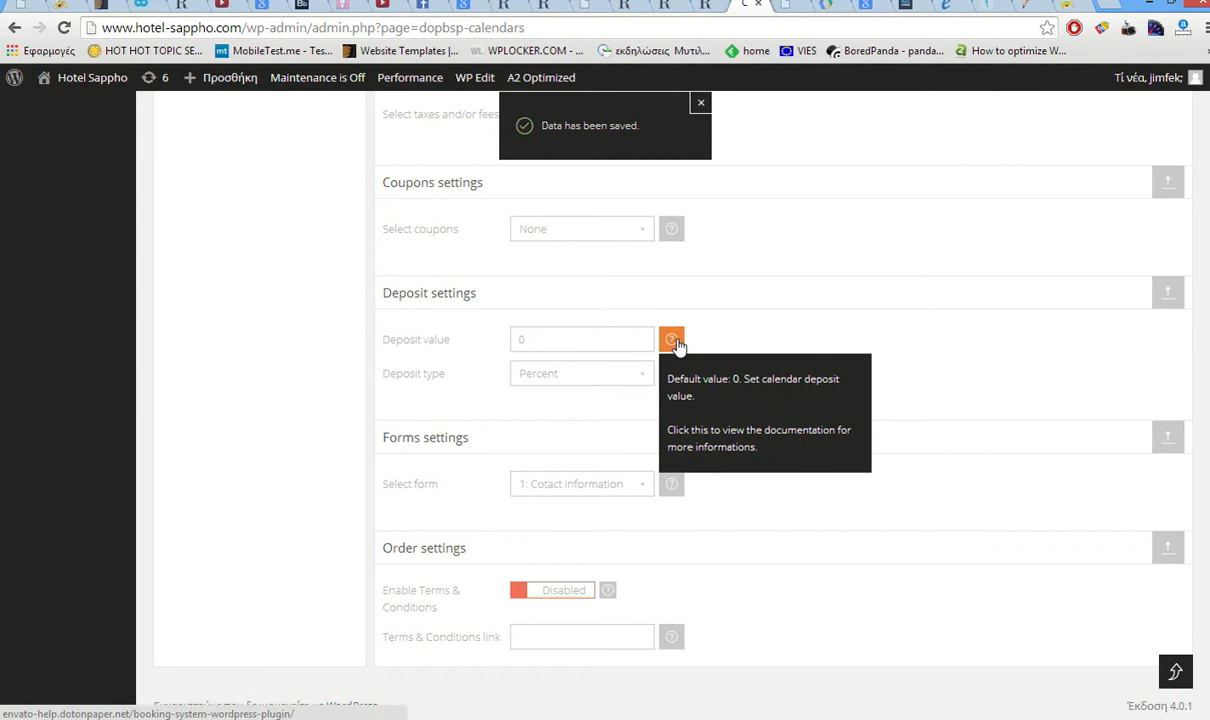 www.hotel-sappho.com/wp-admin/admin.php?page=dopbsp-calendars
Εφαρμογές
HOT HOT TOPIC SE...
MobileTest.me - Tes...
Website Templates |...
WPLOCKER.COM - ...
εκδηλώσεις Μυτιλ...
home
VIES
BoredPanda - panda...
How to optimize W...
Hotel Sappho
6
Προσθήκη
Maintenance is Off
Performance
WP Edit
A2 Optimized
Τί νέα, jimfek;
Select taxes and/or fees
Data has been saved.
Coupons settings
Select coupons
None
Deposit settings
Deposit value
0
Deposit type
Percent
Default value: 0. Set calendar deposit
value.
Click this to view the documentation for
more informations.
Forms settings
Select form
1: Cotact information
Order settings
Enable Terms &
Conditions
Disabled
Terms & Conditions link
WordPress
Έκδοση 4.0.1
envato-help.dotonpaper.net/booking-system-wordpress-plugin/